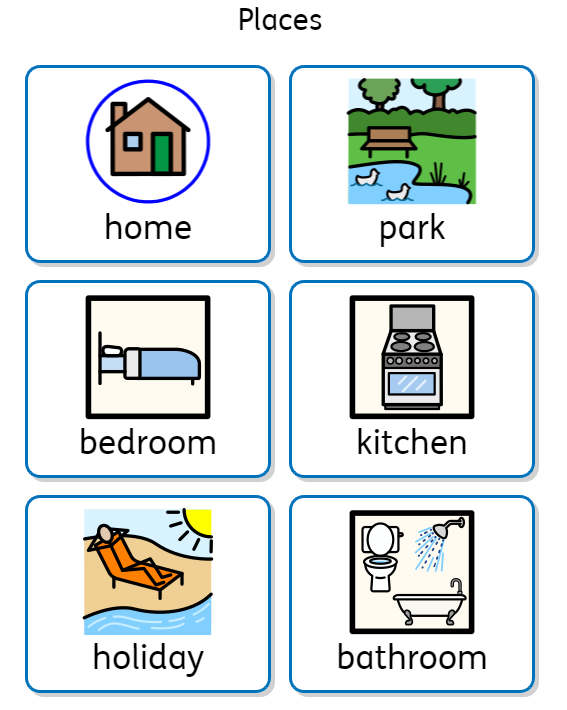 Places
home
park
bedroom
kitchen
holiday
bathroom